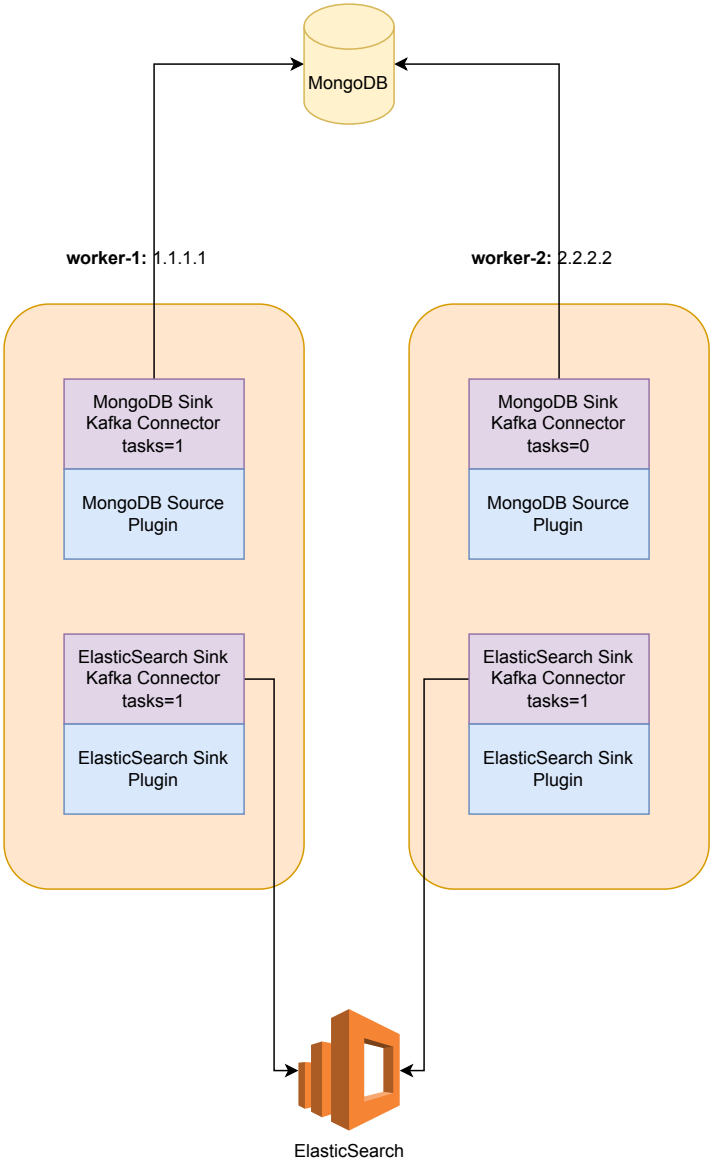 MongoDB
worker-1: 1.1.1.1
worker-2: 2.2.2.2
MongoDB Sink
Kafka Connector
tasks=1
MongoDB Source
Plugin
ElasticSearch Sink
Kafka Connector
tasks=1
ElasticSearch Sink
Plugin
MongoDB Sink
Kafka Connector
tasks=0
MongoDB Source
Plugin
ElasticSearch Sink
Kafka Connector
tasks=1
ElasticSearch Sink
Plugin
ElasticSearch